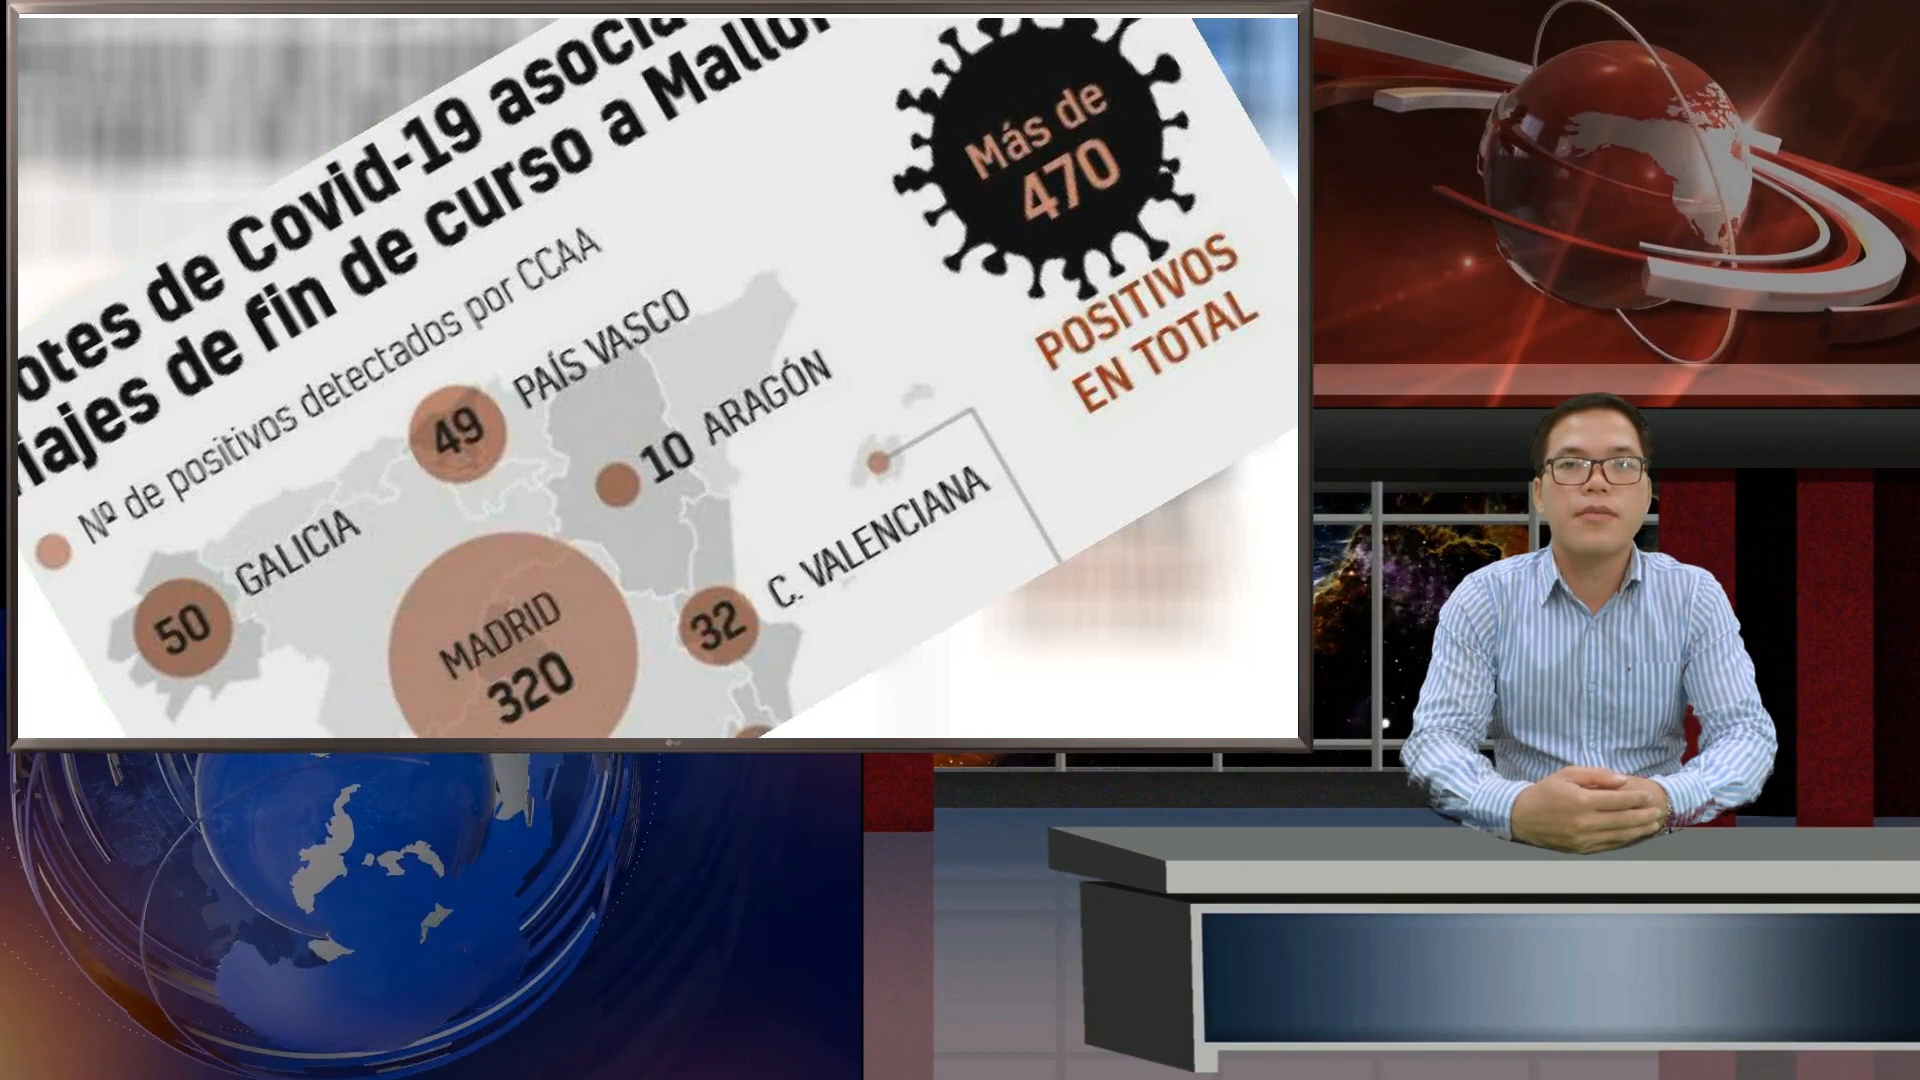 otes de Covid-19 asocia
iajes de fin de curso a Mallor
Nº de positivos detectados por CCAA
Más de
470
POSITIVOS
EN TOTAL
49 PAÍS VASCO
10 ARAGÓN
50 GALICIA
MADRID
320
32 C. VALENCIANA